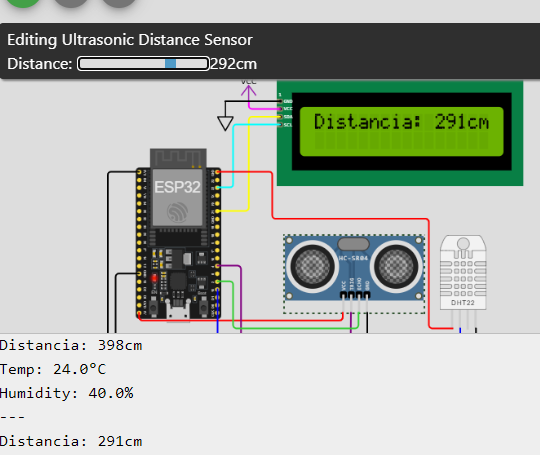 Editing Ultrasonic Distance Sensor
Distance: 292cm
VCC
GND
VCC
SDA
SCL
Distancia: 291cm
ESP32
HC-SR04
VCC
TRIG
ECHO
GND
DHT22
Distancia: 398cm
Temp: 24.0°C
Humidity: 40.0%
---
Distancia: 291cm